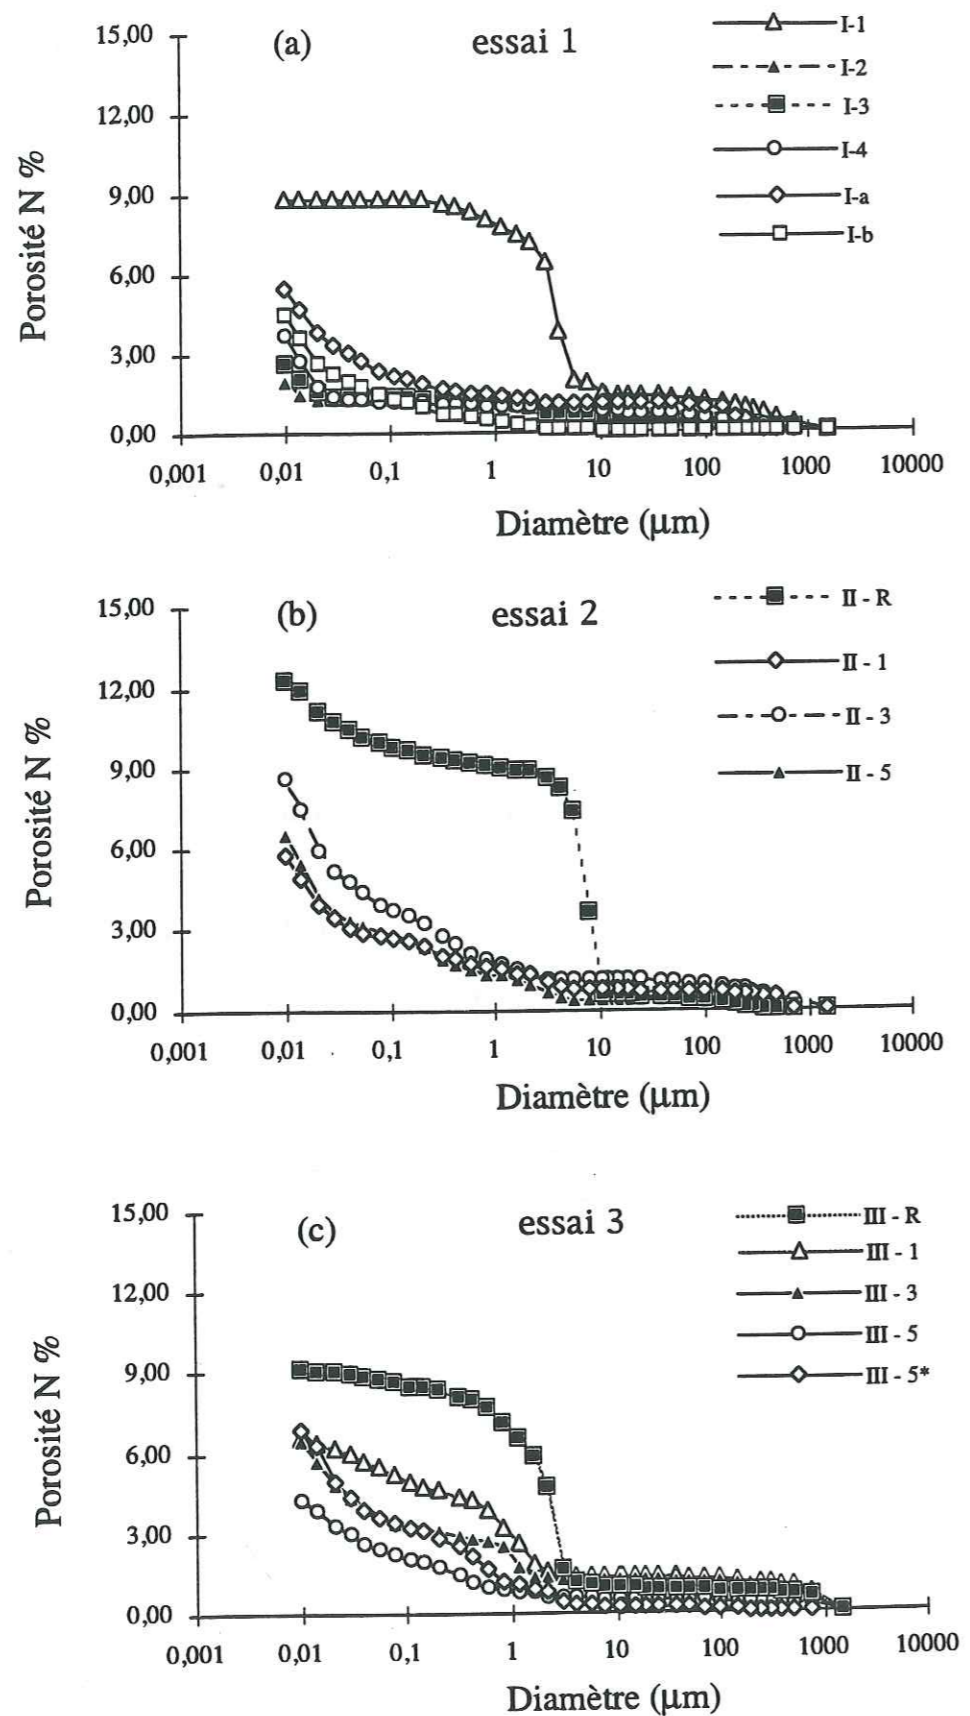 (a) essai 1
I-1
I-2
I-3
I-4
I-a
I-b
Porosité N %
15,00
12,00
9,00
6,00
3,00
0,00
0,001 0,01 0,1 1 10 100 1000 10000
Diamètre (µm)
(b) essai 2
II - R
II - 1
II - 3
II - 5
Porosité N %
15,00
12,00
9,00
6,00
3,00
0,00
0,001 0,01 0,1 1 10 100 1000 10000
Diamètre (µm)
(c) essai 3
III - R
III - 1
III - 3
III - 5
III - 5*
Porosité N %
15,00
12,00
9,00
6,00
3,00
0,00
0,001 0,01 0,1 1 10 100 1000 10000
Diamètre (µm)